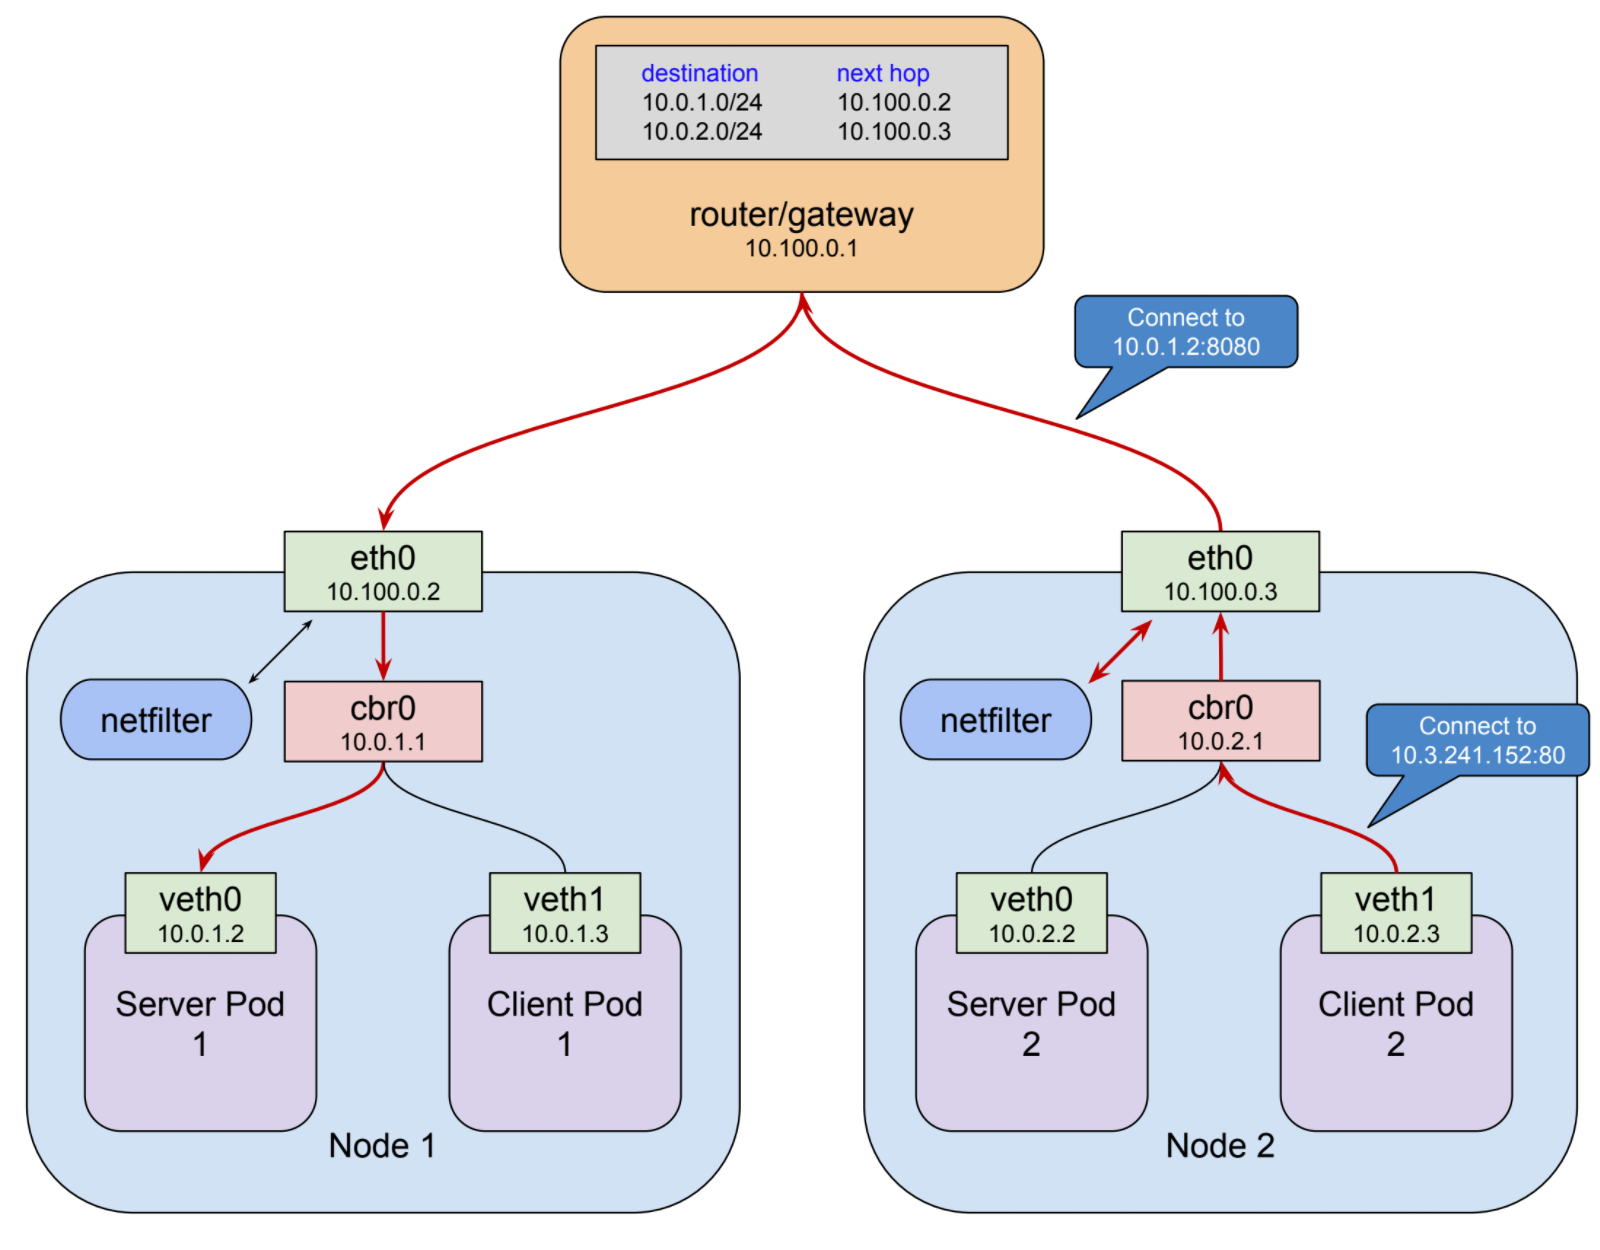 destination next hop
10.0.1.0/24 10.100.0.2
10.0.2.0/24 10.100.0.3
router/gateway
10.100.0.1
Connect to
10.0.1.2:8080
eth0
10.100.0.2
netfilter
cbr0
10.0.1.1
veth0
10.0.1.2
Server Pod
1
veth1
10.0.1.3
Client Pod
1
Node 1
eth0
10.100.0.3
netfilter
cbr0
10.0.2.1
Connect to
10.3.241.152:80
veth0
10.0.2.2
Server Pod
2
veth1
10.0.2.3
Client Pod
2
Node 2